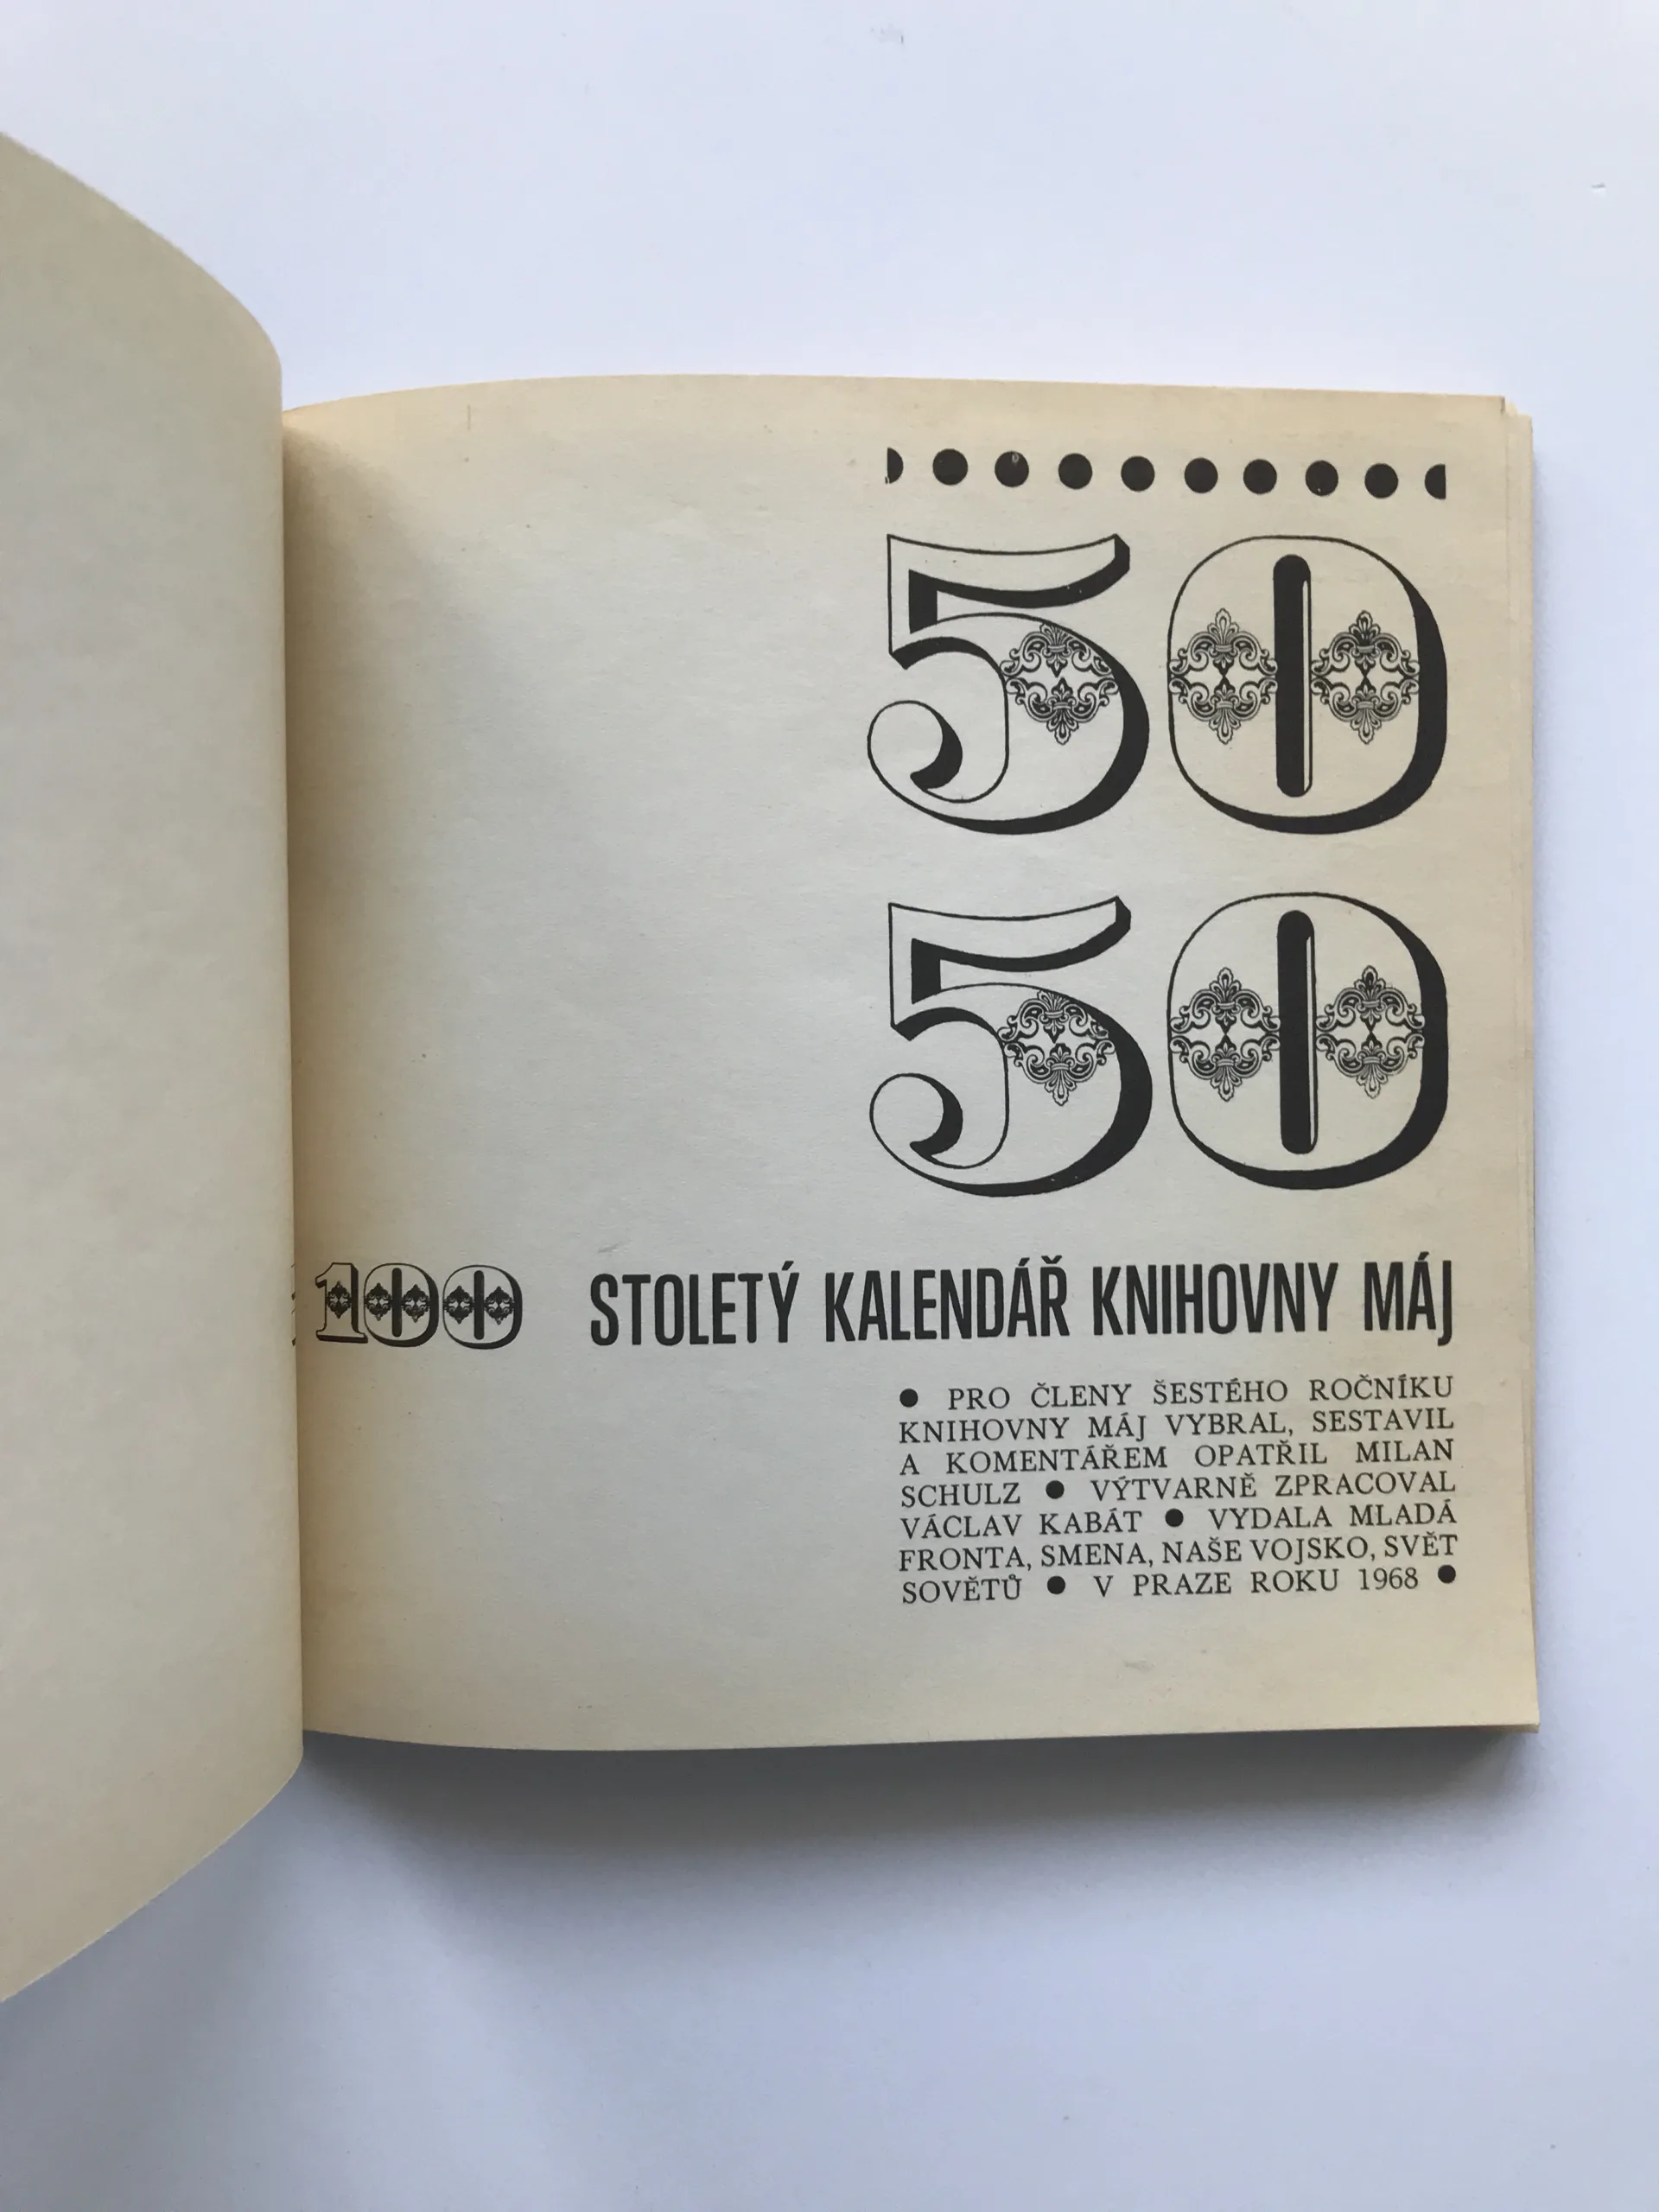 50
50
100 STOLETÝ KALENDÁŘ KNIHOVNY MÁJ
● PRO ČLENY ŠESTÉHO ROČNÍKU
KNIHOVNY MÁJ VYBRAL, SESTAVIL
A KOMENTÁŘEM OPATŘIL MILAN
SCHULZ ● VÝTVARNĚ ZPRACOVAL
VÁCLAV KABÁT ● VYDALA MLADÁ
FRONTA, SMENA, NAŠE VOJSKO, SVĚT
SOVĚTŮ ● V PRAZE ROKU 1968 ●